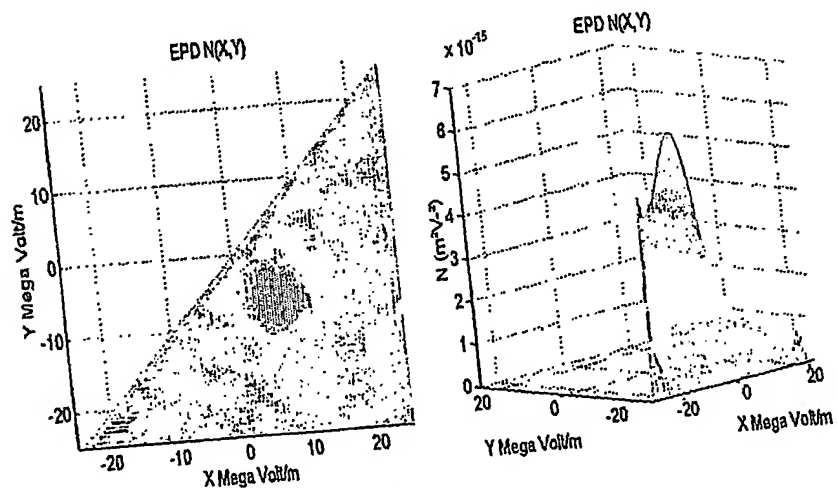 EPD N(X,Y)
20
10
0
-10
-20
Y Mega Volt/m
-20 -10 0 10 20
X Mega Volt/m
EPD N(X,Y)
x 10^-15
7
6
5
4
3
2
1
0
N (m²V-²)
20 0 -20
Y Mega Volt/m
-20 0 20
X Mega Volt/m